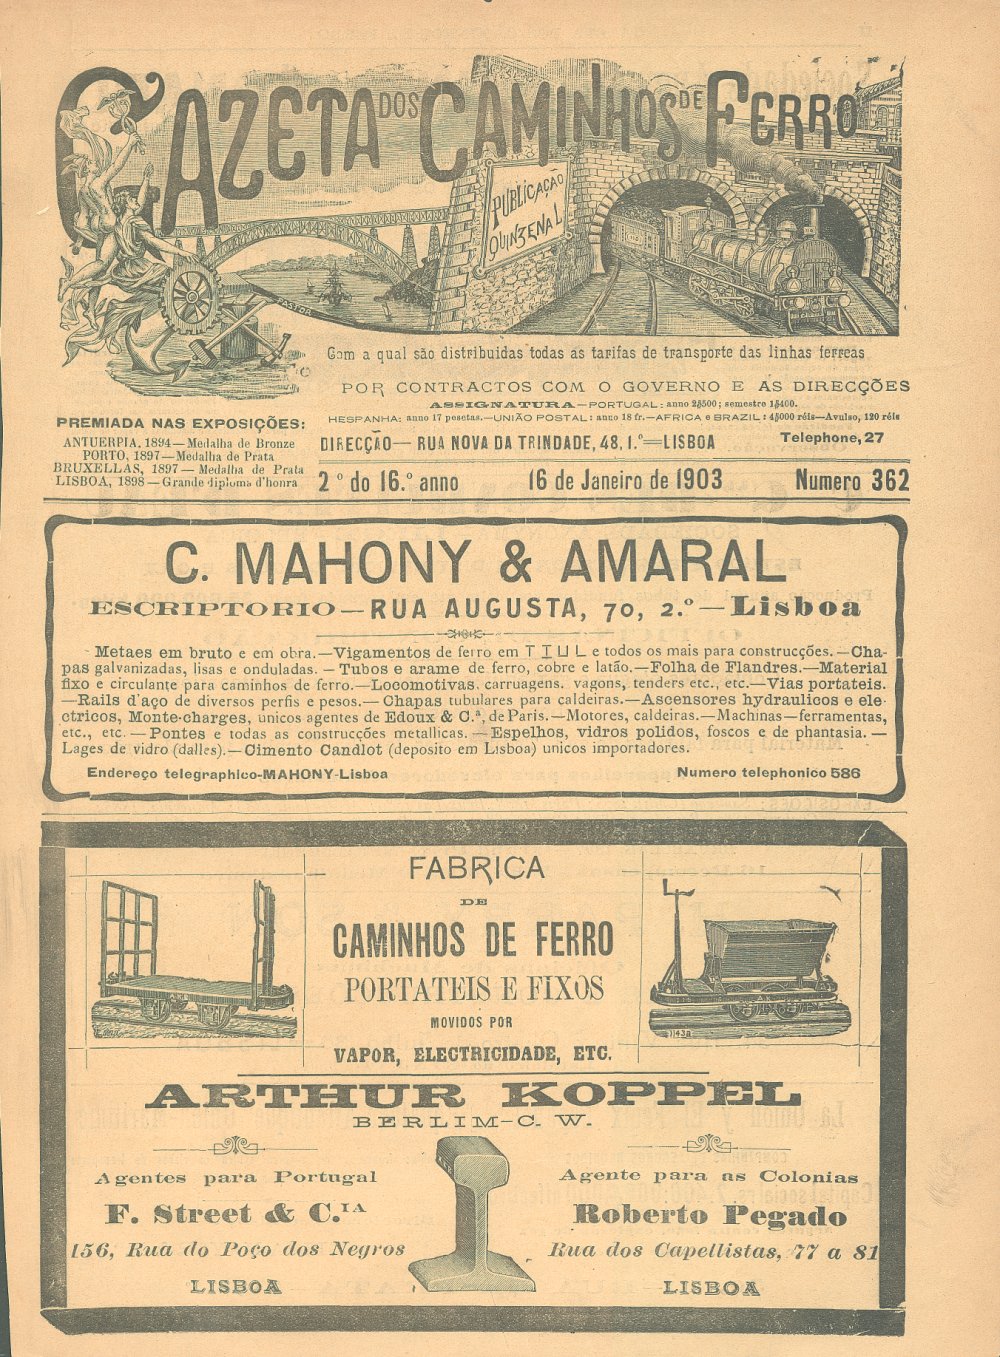 GAZETA DOS CAMINHOS DE FERRO
PUBLICAÇÃO
QUINZENAL
PASTOR
Com a qual são distribuidas todas as tarifas de transporte das linhas ferreas
POR CONTRACTOS COM O GOVERNO E AS DIRECÇÕES
ASSIGNATURA—PORTUGAL: anno 2$500; semestre 1$400.
HESPANHA: anno 17 pesetas.—UNIÃO POSTAL: anno 18 fr.—AFRICA e BRAZIL: 4$000 réis—Avulso, 120 réis
PREMIADA NAS EXPOSIÇÕES:
ANTUERPIA, 1894—Medalha de Bronze
PORTO, 1897—Medalha de Prata
BRUXELLAS, 1897—Medalha de Prata
LISBOA, 1898—Grande diploma d'honra
DIRECÇÃO— RUA NOVA DA TRINDADE, 48, 1.º=LISBOA
Telephone, 27
2º do 16.º anno
16 de Janeiro de 1903
Numero 362
C. MAHONY & AMARAL
ESCRIPTORIO—RUA AUGUSTA, 70, 2.º—Lisboa
Metaes em bruto e em obra.—Vigamentos de ferro em T I U L e todos os mais para construcções.—Cha-
pas galvanizadas, lisas e onduladas.—Tubos e arame de ferro, cobre e latão.—Folha de Flandres.—Material
fixo e circulante para caminhos de ferro.—Locomotivas, carruagens, vagons, tenders etc., etc.—Vias portateis.
—Rails d'aço de diversos perfis e pesos.—Chapas tubulares para caldeiras.—Ascensores hydraulicos e ele-
ctricos, Monte-charges, unicos agentes de Edoux & C.ª, de Paris.—Motores, caldeiras.—Machinas—ferramentas,
etc., etc.—Pontes e todas as construcções metallicas.—Espelhos, vidros polidos, foscos e de phantasia.—
Lages de vidro (dalles).—Cimento Candlot (deposito em Lisboa) unicos importadores.
Endereço telegraphico-MAHONY-Lisboa
Numero telephonico 586
FABRICA
DE
CAMINHOS DE FERRO
PORTATEIS E FIXOS
MOVIDOS POR
VAPOR, ELECTRICIDADE, ETC.
ARTHUR KOPPEL
BERLIM-C. W.
Agentes para Portugal
F. Street & C.IA
156, Rua do Poço dos Negros
LISBOA
Agente para as Colonias
Roberto Pegado
Rua dos Capellistas, 77 a 81
LISBOA